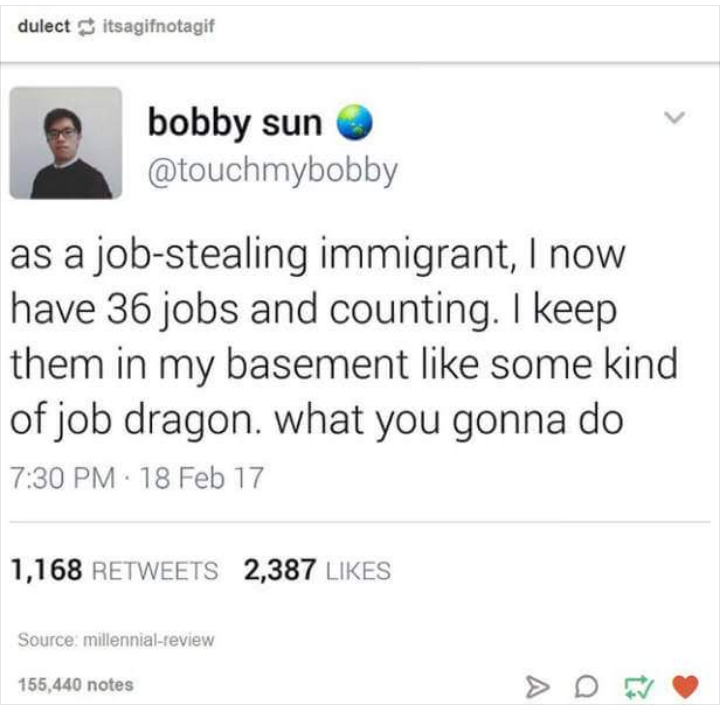 dulect itsagifnotagif
bobby sun
@touchmybobby
as a job-stealing immigrant, I now
have 36 jobs and counting. I keep
them in my basement like some kind
of job dragon. what you gonna do
7:30 PM · 18 Feb 17
1,168 RETWEETS 2,387 LIKES
Source: millennial-review
155,440 notes